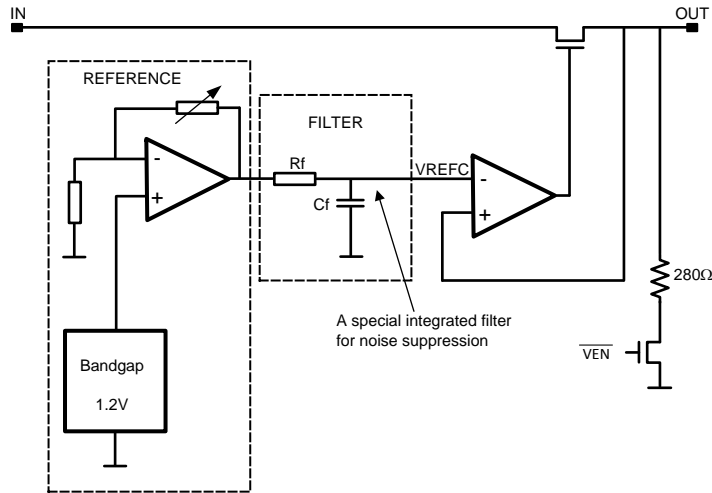 IN
OUT
REFERENCE
FILTER
Rf
-
+
Cf
VREFC
-
+
280Ω
A special integrated filter
for noise suppression
VEN
Bandgap
1.2V